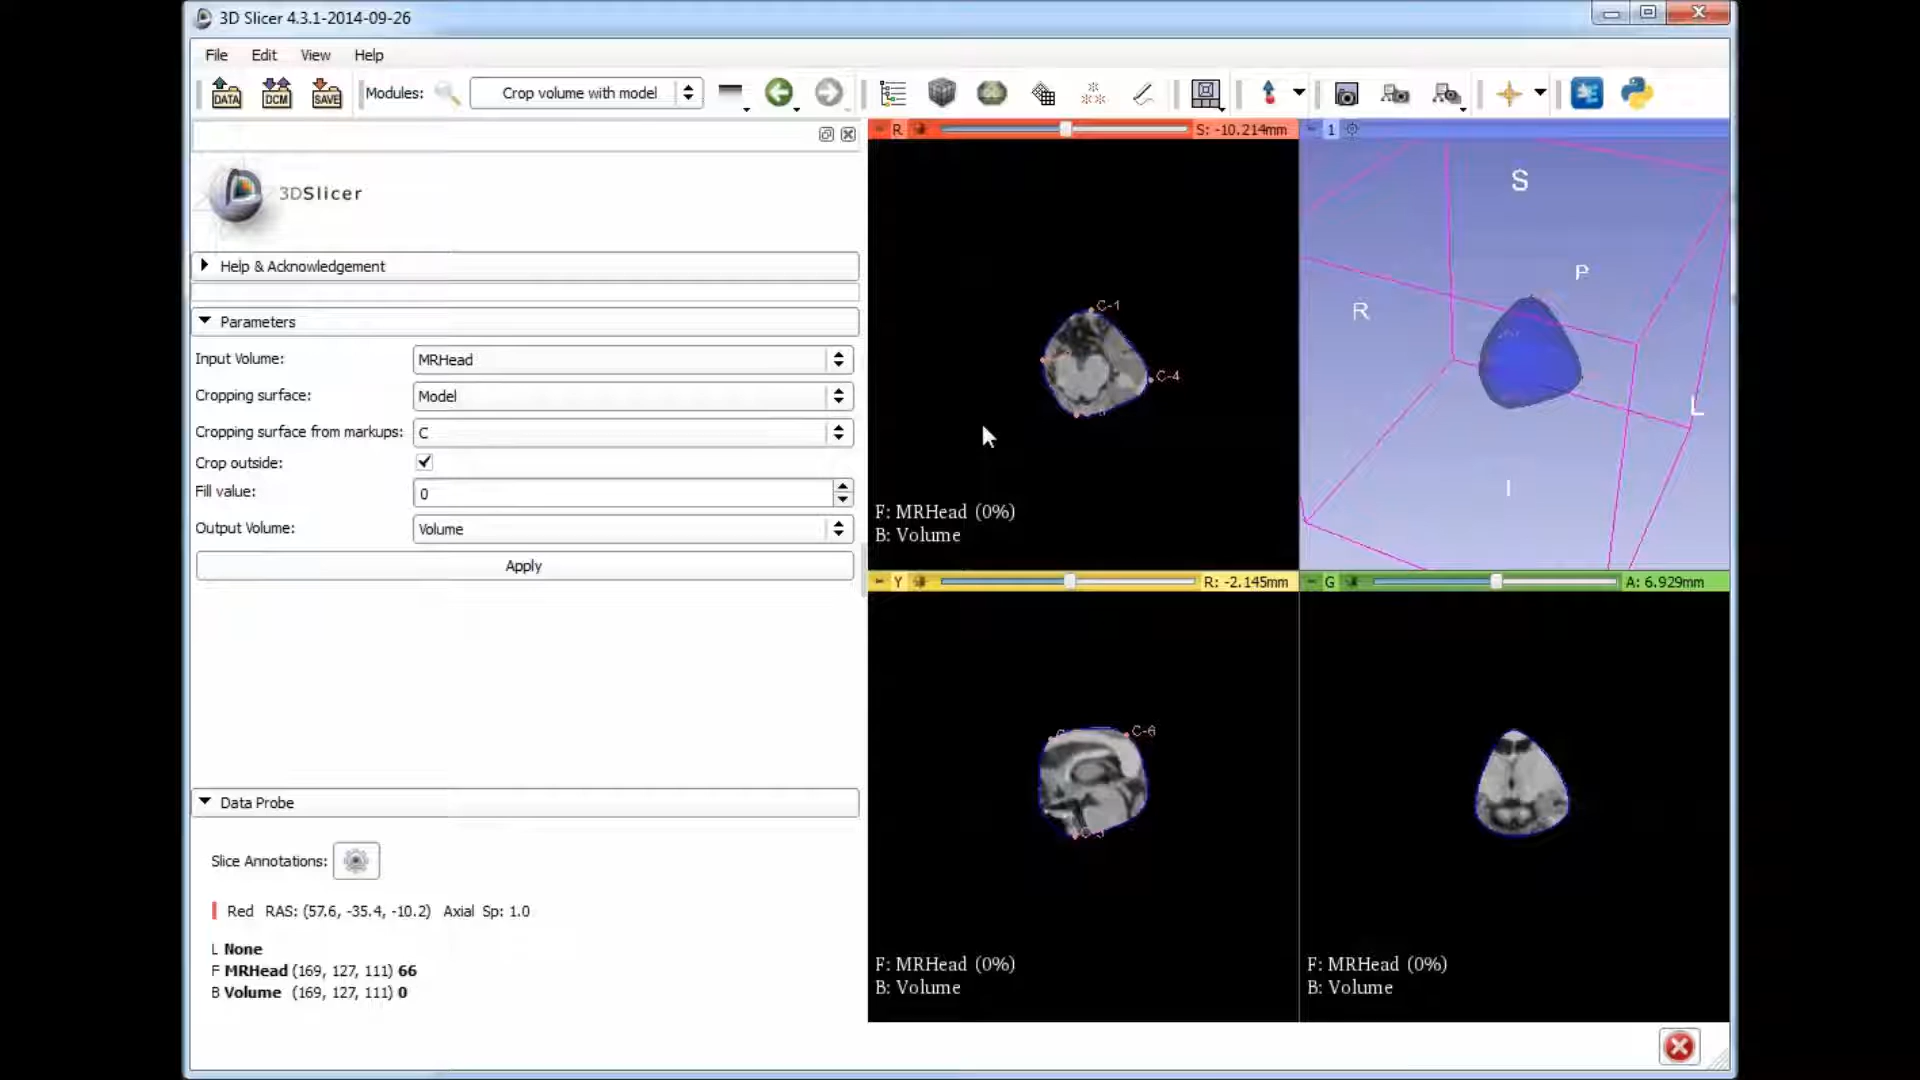 3D Slicer 4.3.1-2014-09-26
File Edit View Help
DATA DCM SAVE Modules: Crop volume with model
3DSlicer
Help & Acknowledgement
Parameters
Input Volume: MRHead
Cropping surface: Model
Cropping surface from markups: C
Crop outside:
Fill value: 0
Output Volume: Volume
Apply
Data Probe
Slice Annotations:
Red RAS: (57.6, -35.4, -10.2) Axial Sp: 1.0
L None
F MRHead (169, 127, 111) 66
B Volume (169, 127, 111) 0
R S: -10.214mm
C-1
C-4
F: MRHead (0%)
B: Volume
1
S
P
R
L
I
Y R: -2.145mm
C-6
F: MRHead (0%)
B: Volume
G A: 6.929mm
F: MRHead (0%)
B: Volume